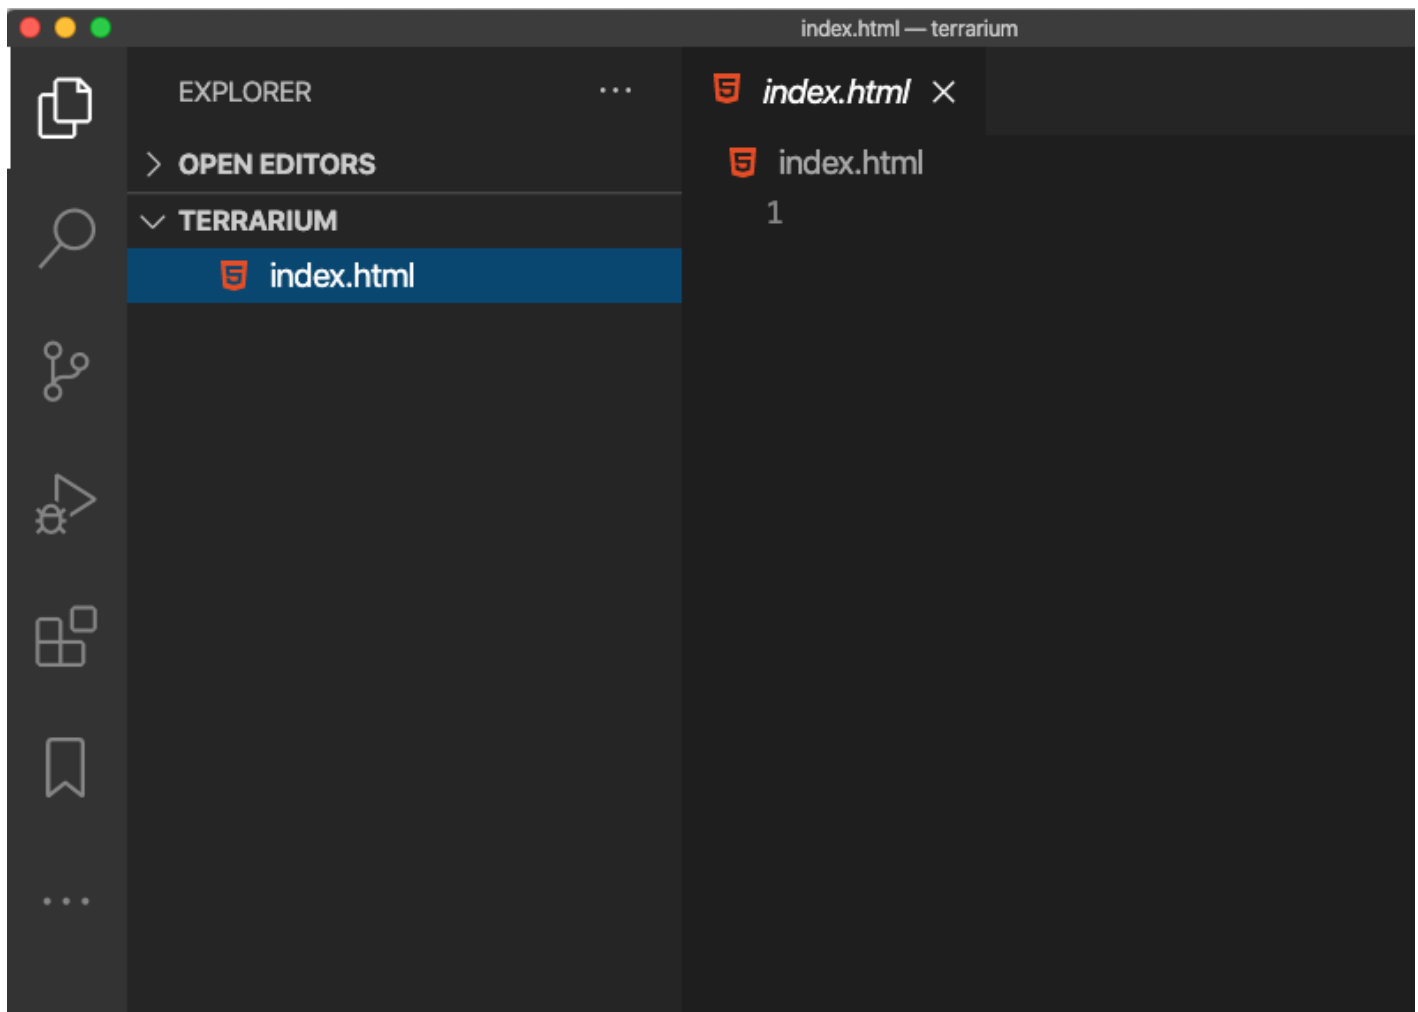 index.html — terrarium
EXPLORER
OPEN EDITORS
TERRARIUM
index.html
index.html
index.html
1